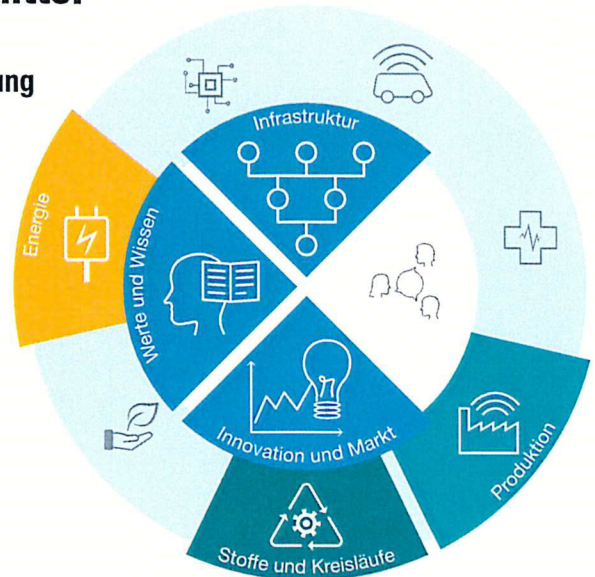 ung
Infrastruktur
Energie
Werte und Wissen
Innovation und Markt
Produktion
Stoffe und Kreisläufe